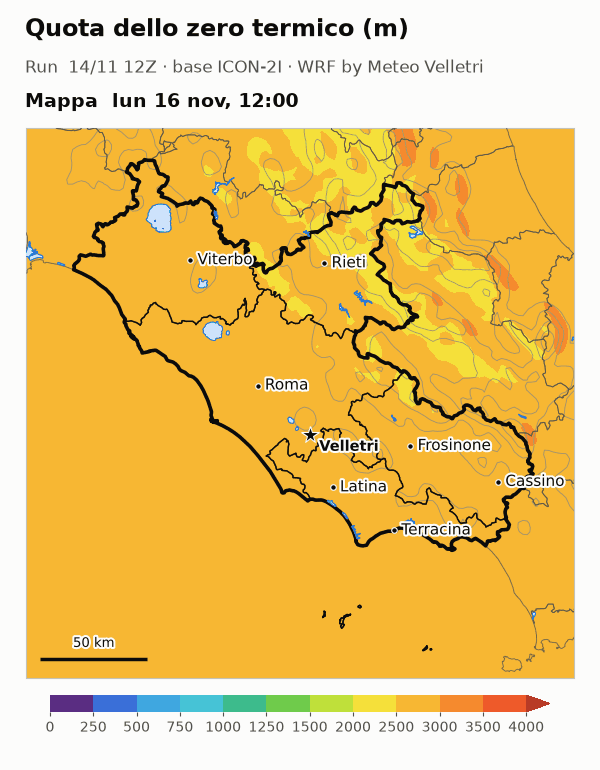 Quota dello zero termico (m)
Run  14/11 12Z · base ICON-2I · WRF by Meteo Velletri
Mappa  lun 16 nov, 12:00
Viterbo
Rieti
Roma
Velletri
Frosinone
Cassino
Latina
Terracina
50 km
0 250 500 750 1000 1250 1500 2000 2500 3000 3500 4000